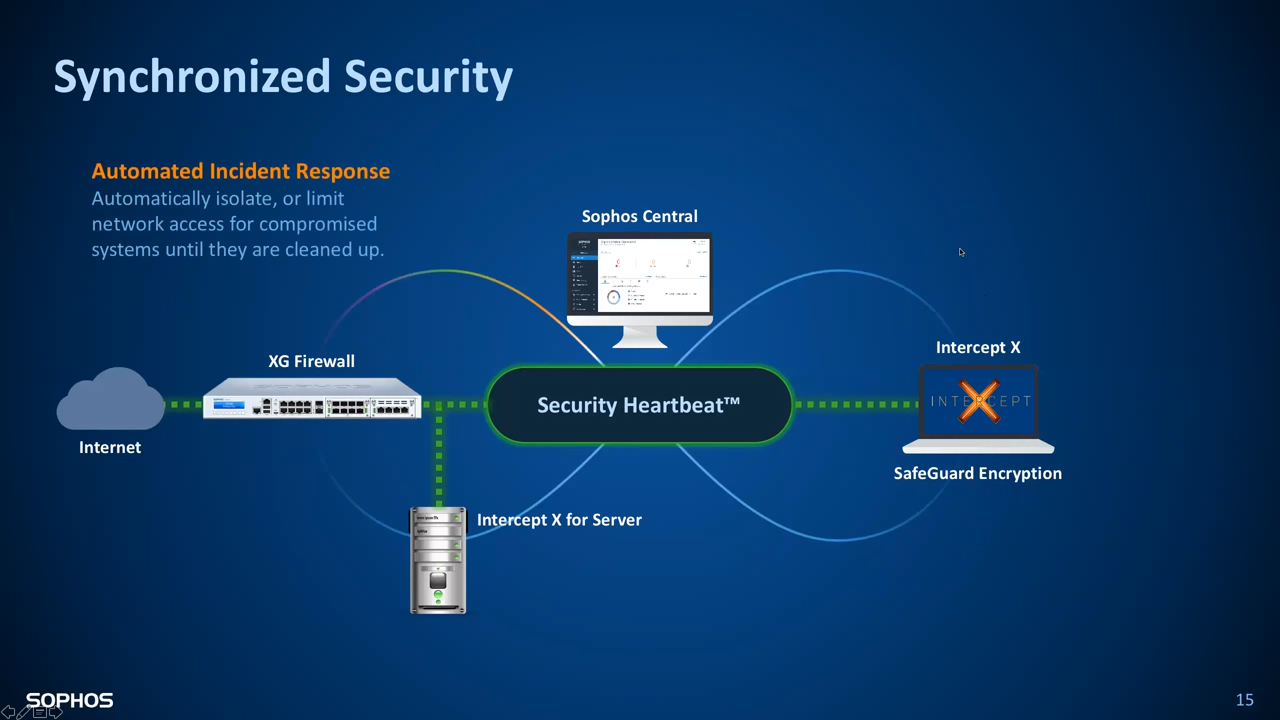 Synchronized Security
Automated Incident Response
Automatically isolate, or limit
network access for compromised
systems until they are cleaned up.
Sophos Central
XG Firewall
Intercept X
Security Heartbeat™
INTERCEPT
Internet
SafeGuard Encryption
Intercept X for Server
SOPHOS
15